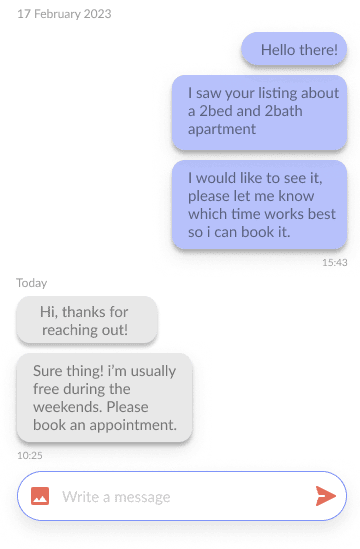 17 February 2023
Hello there!
I saw your listing about
a 2bed and 2bath
apartment
I would like to see it,
please let me know
which time works best
so i can book it.
15:43
Today
Hi, thanks for
reaching out!
Sure thing! i'm usually
free during the
weekends. Please
book an appointment.
10:25
Write a message